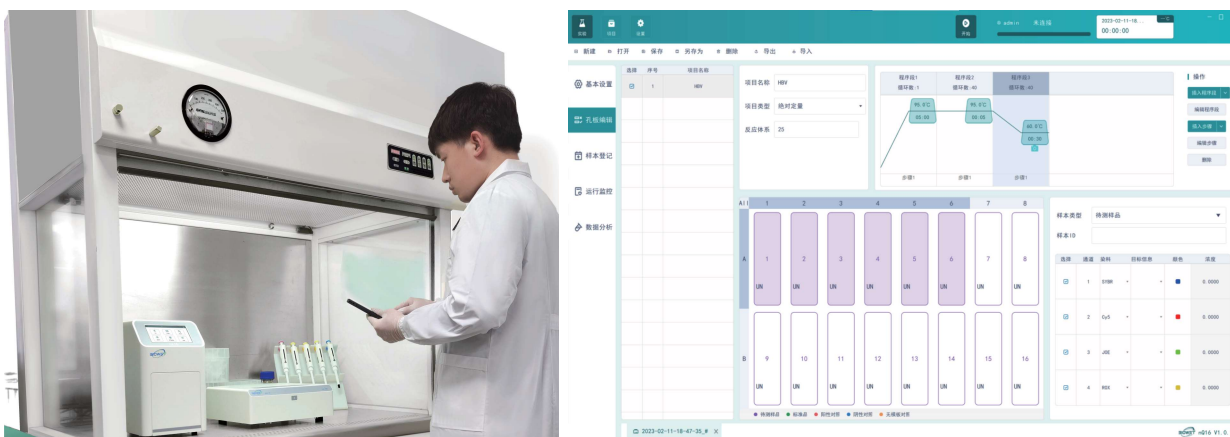 实验
项目
设置
开始
admin 未连接
2023-02-11-18...
00:00:00
新建 打开 保存 另存为 删除 导出 导入
基本设置
孔板编辑
样本登记
运行监控
数据分析
选择 序号 项目名称
1 HBV
项目名称 HBV
项目类型 绝对定量
反应体系 25
程序段1 程序段2 程序段3
循环数:1 循环数:40 循环数:40
95.0℃ 95.0℃
00:05
60.0℃
00:30
步骤1 步骤1 步骤1
操作
插入程序段
编辑程序段
插入步骤
编辑步骤
删除
All 1 2 3 4 5 6 7 8
A 1 2 3 4 5 6 7 8
UN UN UN UN UN UN UN UN
B 9 10 11 12 13 14 15 16
UN UN UN UN UN UN UN UN
待测样品 标准品 阳性对照 阴性对照 无模板对照
样本类型 待测样品
样本ID
选择 通道 染料 目标信息 颜色 浓度
1 SYBR 0.0000
2 Cy5 0.0000
3 JOE 0.0000
4 ROX 0.0000
2023-02-11-18-47-35_#  X
mQ16 V1.0